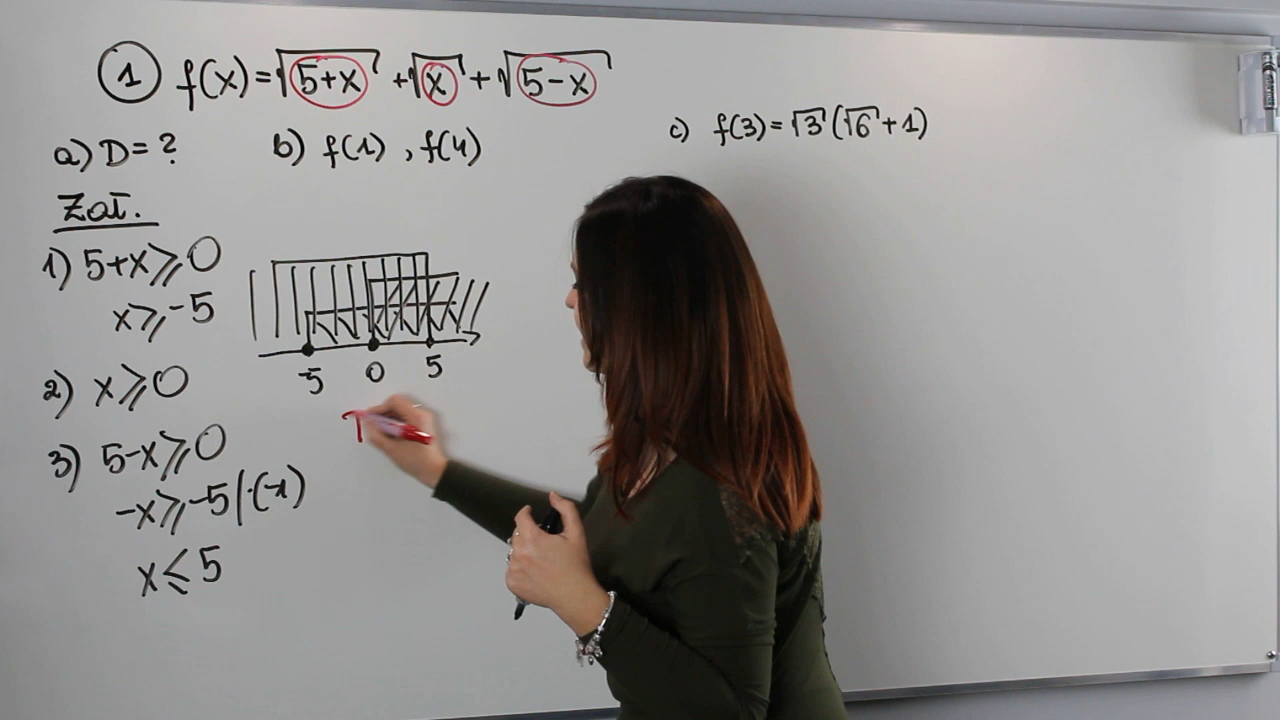 1 f(x)=√5+x + √x + √5-x
a) D=? b) f(1), f(4)
Zał.
1) 5+x⩾0
x⩾-5
2) x⩾0
3) 5-x⩾0
-x⩾-5 |·(-1)
x⩽5
-5 0 5
c) f(3)=√3(√6+1)